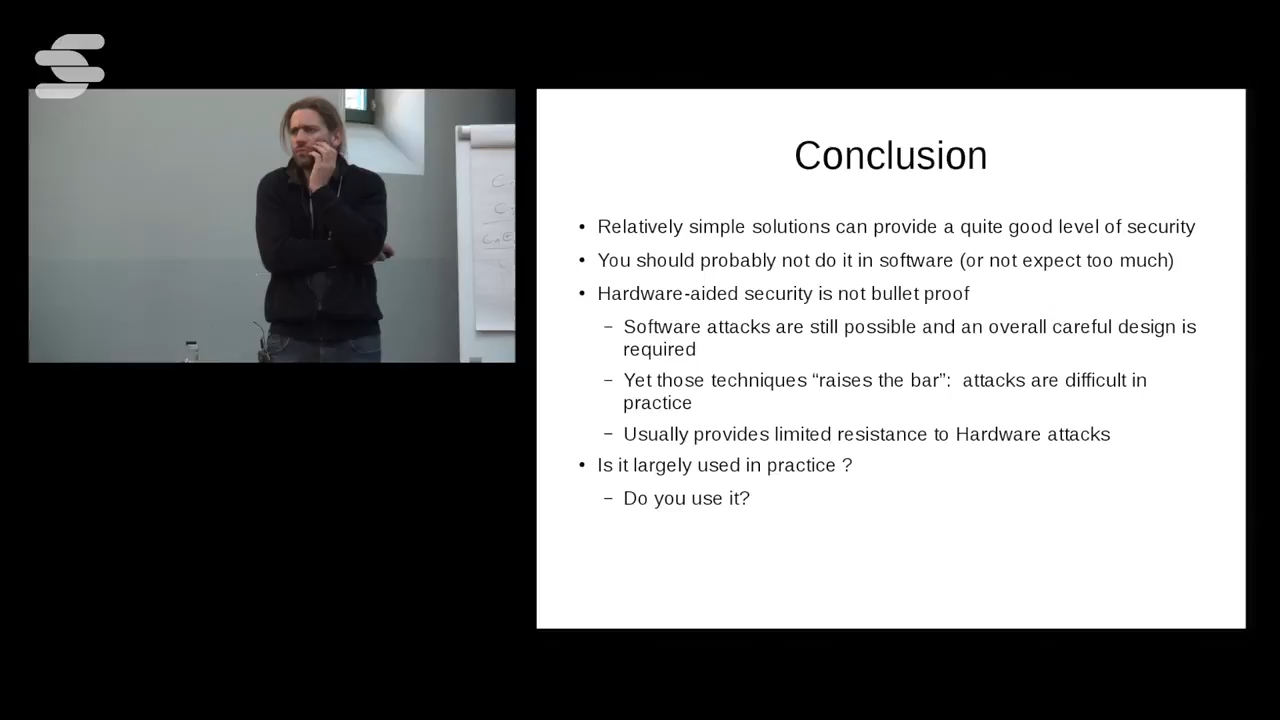 Conclusion
• Relatively simple solutions can provide a quite good level of security
• You should probably not do it in software (or not expect too much)
• Hardware-aided security is not bullet proof
– Software attacks are still possible and an overall careful design is
required
– Yet those techniques “raises the bar”:  attacks are difficult in
practice
– Usually provides limited resistance to Hardware attacks
• Is it largely used in practice ?
– Do you use it?